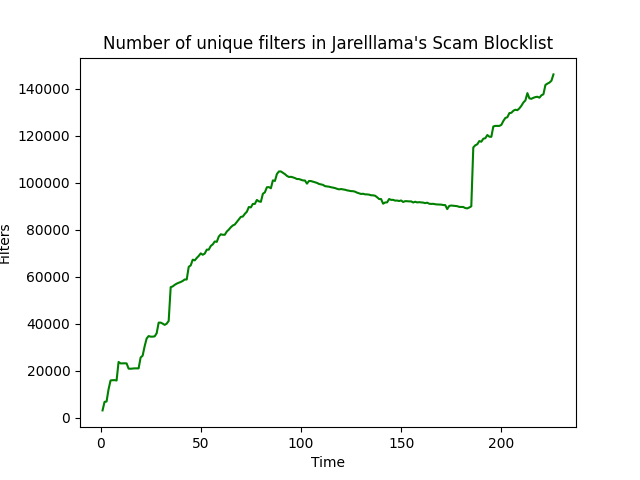 Number of unique filters in Jarelllama's Scam Blocklist
140000
120000
100000
80000
60000
40000
20000
0
Filters
0 50 100 150 200
Time